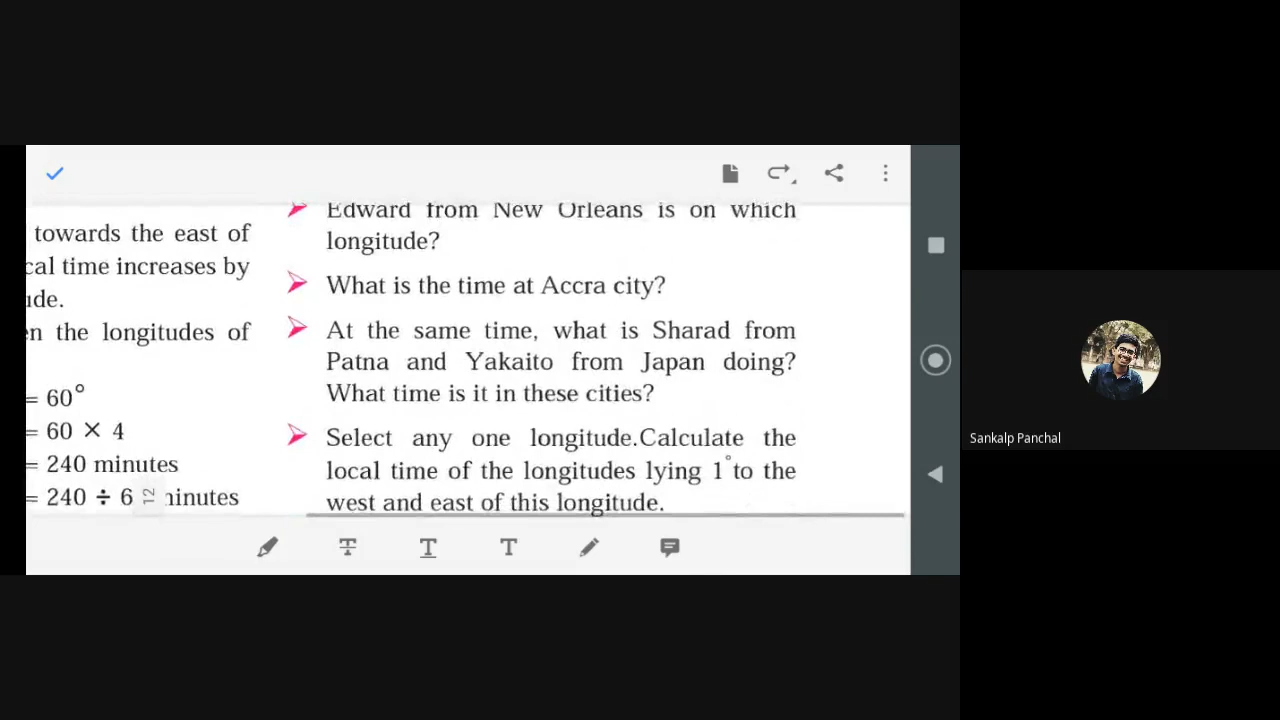 towards the east of
cal time increases by
ude.
en the longitudes of
= 60°
= 60 × 4
= 240 minutes
= 240 ÷ 6 12 minutes
Edward from New Orleans is on which
longitude?
What is the time at Accra city?
At the same time, what is Sharad from
Patna and Yakaito from Japan doing?
What time is it in these cities?
Select any one longitude.Calculate the
local time of the longitudes lying 1° to the
west and east of this longitude.
T T T
Sankalp Panchal